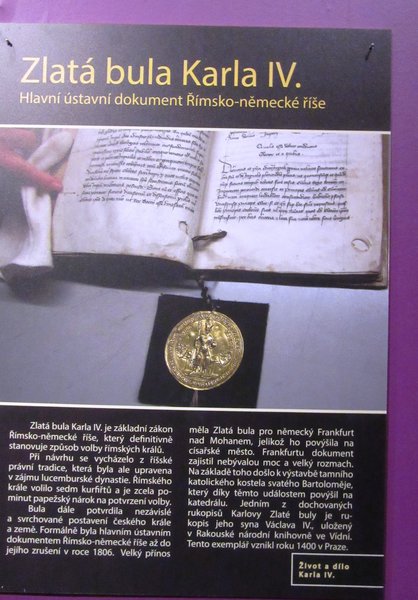 Zlatá bula Karla IV.
Hlavní ústavní dokument Římsko-německé říše
Zlatá bula Karla IV. je základní zákon
Římsko-německé říše, který definitivně
stanovuje způsob volby římských králů.
Při návrhu se vycházelo z říšské
právní tradice, která byla ale upravena
v zájmu lucemburské dynastie. Římského
krále volilo sedm kurfiřtů a je zcela po-
minut papežský nárok na potvrzení volby.
Bula dále potvrdila nezávislé
a svrchované postavení českého krále
a země. Formálně byla hlavním ústavním
dokumentem Římsko-německé říše až do
jejího zrušení v roce 1806. Velký přínos
měla Zlatá bula pro německý Frankfurt
nad Mohanem, jelikož ho povýšila na
císařské město. Frankfurtu dokument
zajistil nebývalou moc a velký rozmach.
Na základě toho došlo k výstavbě tamního
katolického kostela svatého Bartoloměje,
který díky těmto událostem povýšil na
katedrálu. Jedním z dochovaných
rukopisů Karlovy Zlaté buly je ru-
kopis jeho syna Václava IV., uložený
v Rakouské národní knihovně ve Vídni.
Tento exemplář vznikl roku 1400 v Praze.
Život a dílo
Karla IV.